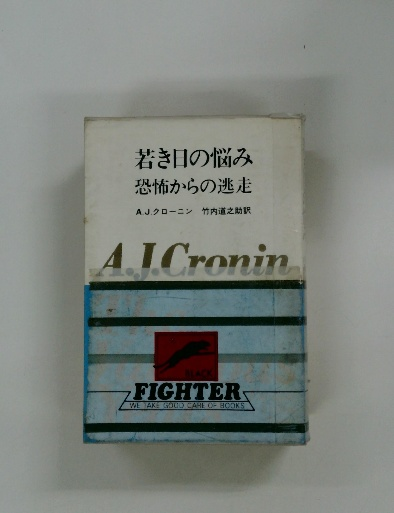 若き日の悩み
恐怖からの逃走
A.J.クローニン 竹内道之助訳
A.J.Cronin
BLACK
FIGHTER
WE TAKE GOOD CARE OF BOOKS